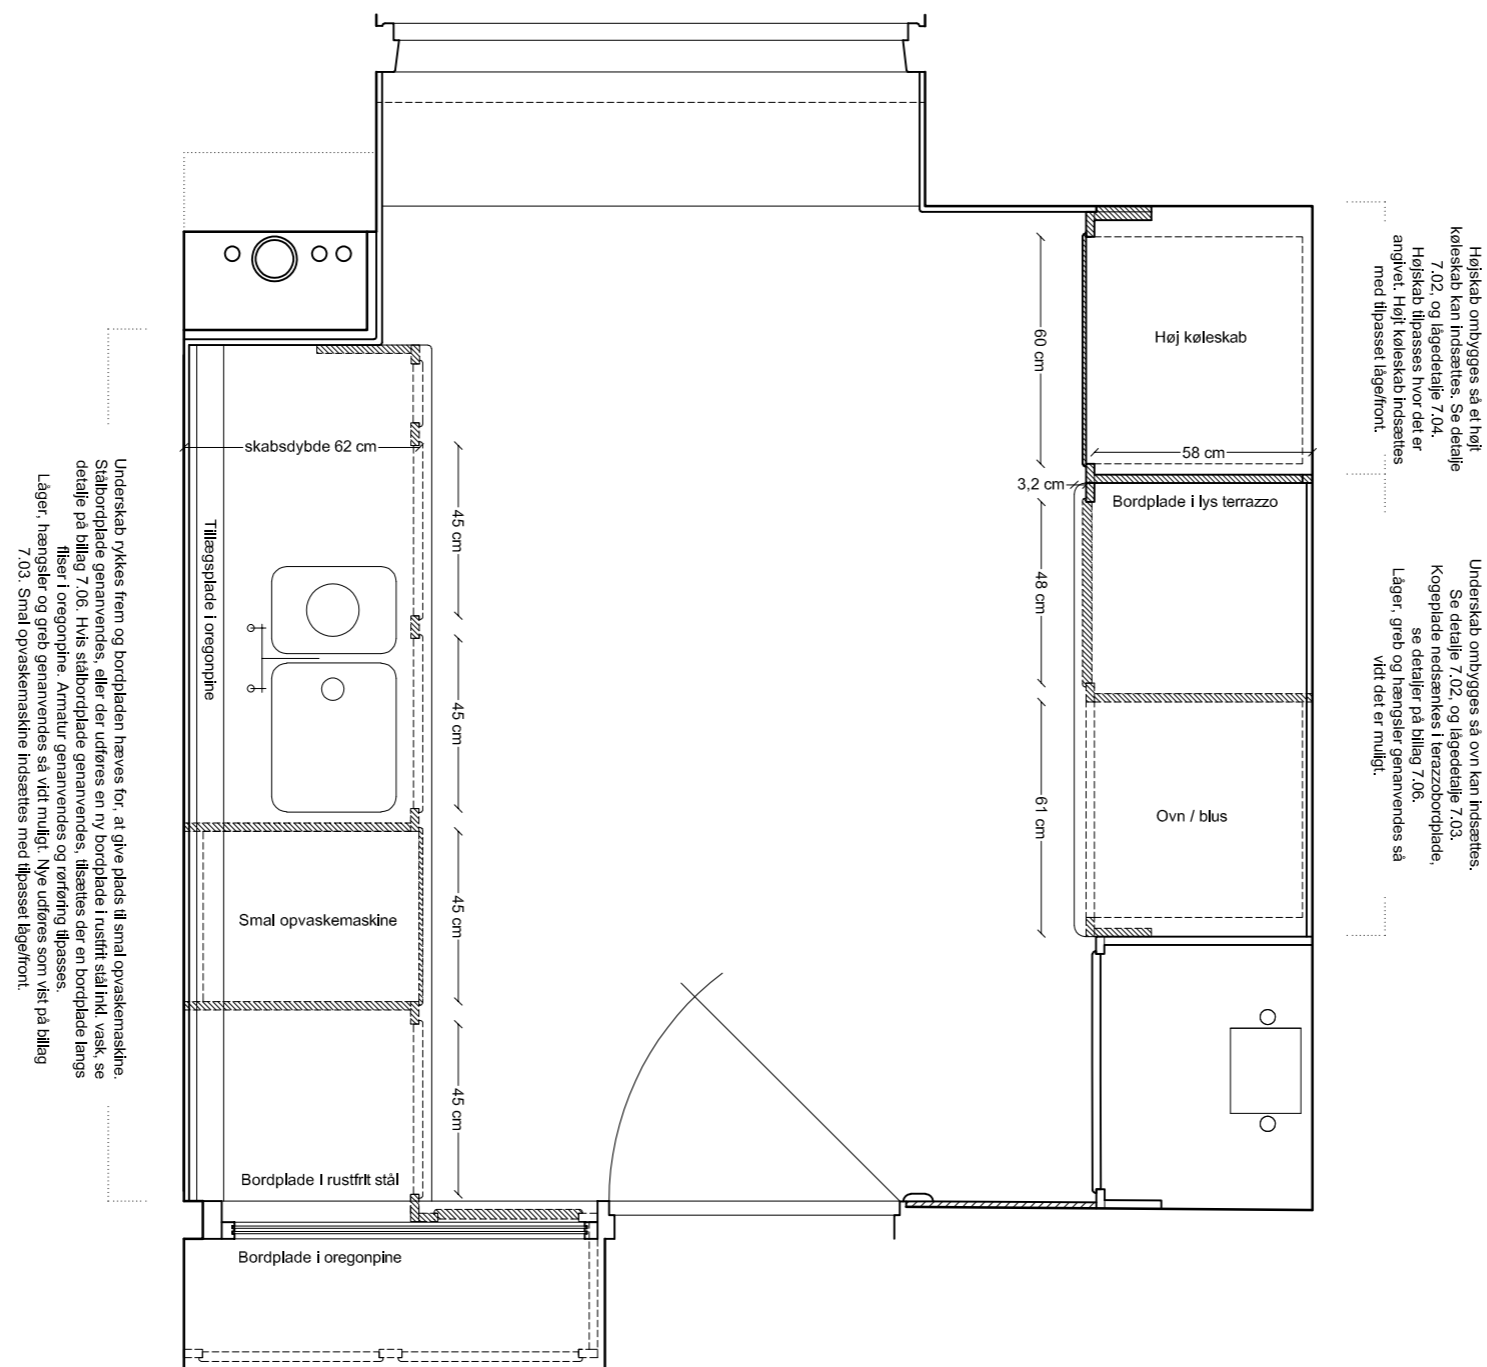 Højskab ombygges så et højt
køleskab kan indsættes. Se detalje
7.02, og lågedetalje 7.04.
Højskab tilpasses hvor det er
angivet. Højt køleskab indsættes
med tilpasset låge/front.
Høj køleskab
60 cm
58 cm
3,2 cm
Bordplade i lys terrazzo
48 cm
61 cm
Ovn / blus
Underskab ombygges så ovn kan indsættes.
Se detalje 7.02, og lågedetalje 7.03.
Kogeplade nedsænkes i terazzobordplade,
se detaljer på billag 7.06.
Låger, greb og hængsler genanvendes så
vidt det er muligt.
skabsdybde 62 cm
Tillægsplade i oregonpine
45 cm
45 cm
45 cm
45 cm
Smal opvaskemaskine
Bordplade i rustfrit stål
Bordplade i oregonpine
Underskab rykkes frem og bordpladen hæves for, at give plads til smal opvaskemaskine.
Stålbordplade genanvendes, eller der udføres en ny bordplade i rustfrit stål inkl. vask, se
detalje på billag 7.06. Hvis stålbordplade genanvendes, tilsættes der en bordplade langs
fliser i oregonpine. Armatur genanvendes og rørføring tilpasses.
Låger, hængsler og greb genanvendes så vidt muligt. Nye udføres som vist på billag
7.03. Smal opvaskemaskine indsættes med tilpasset låge/front.